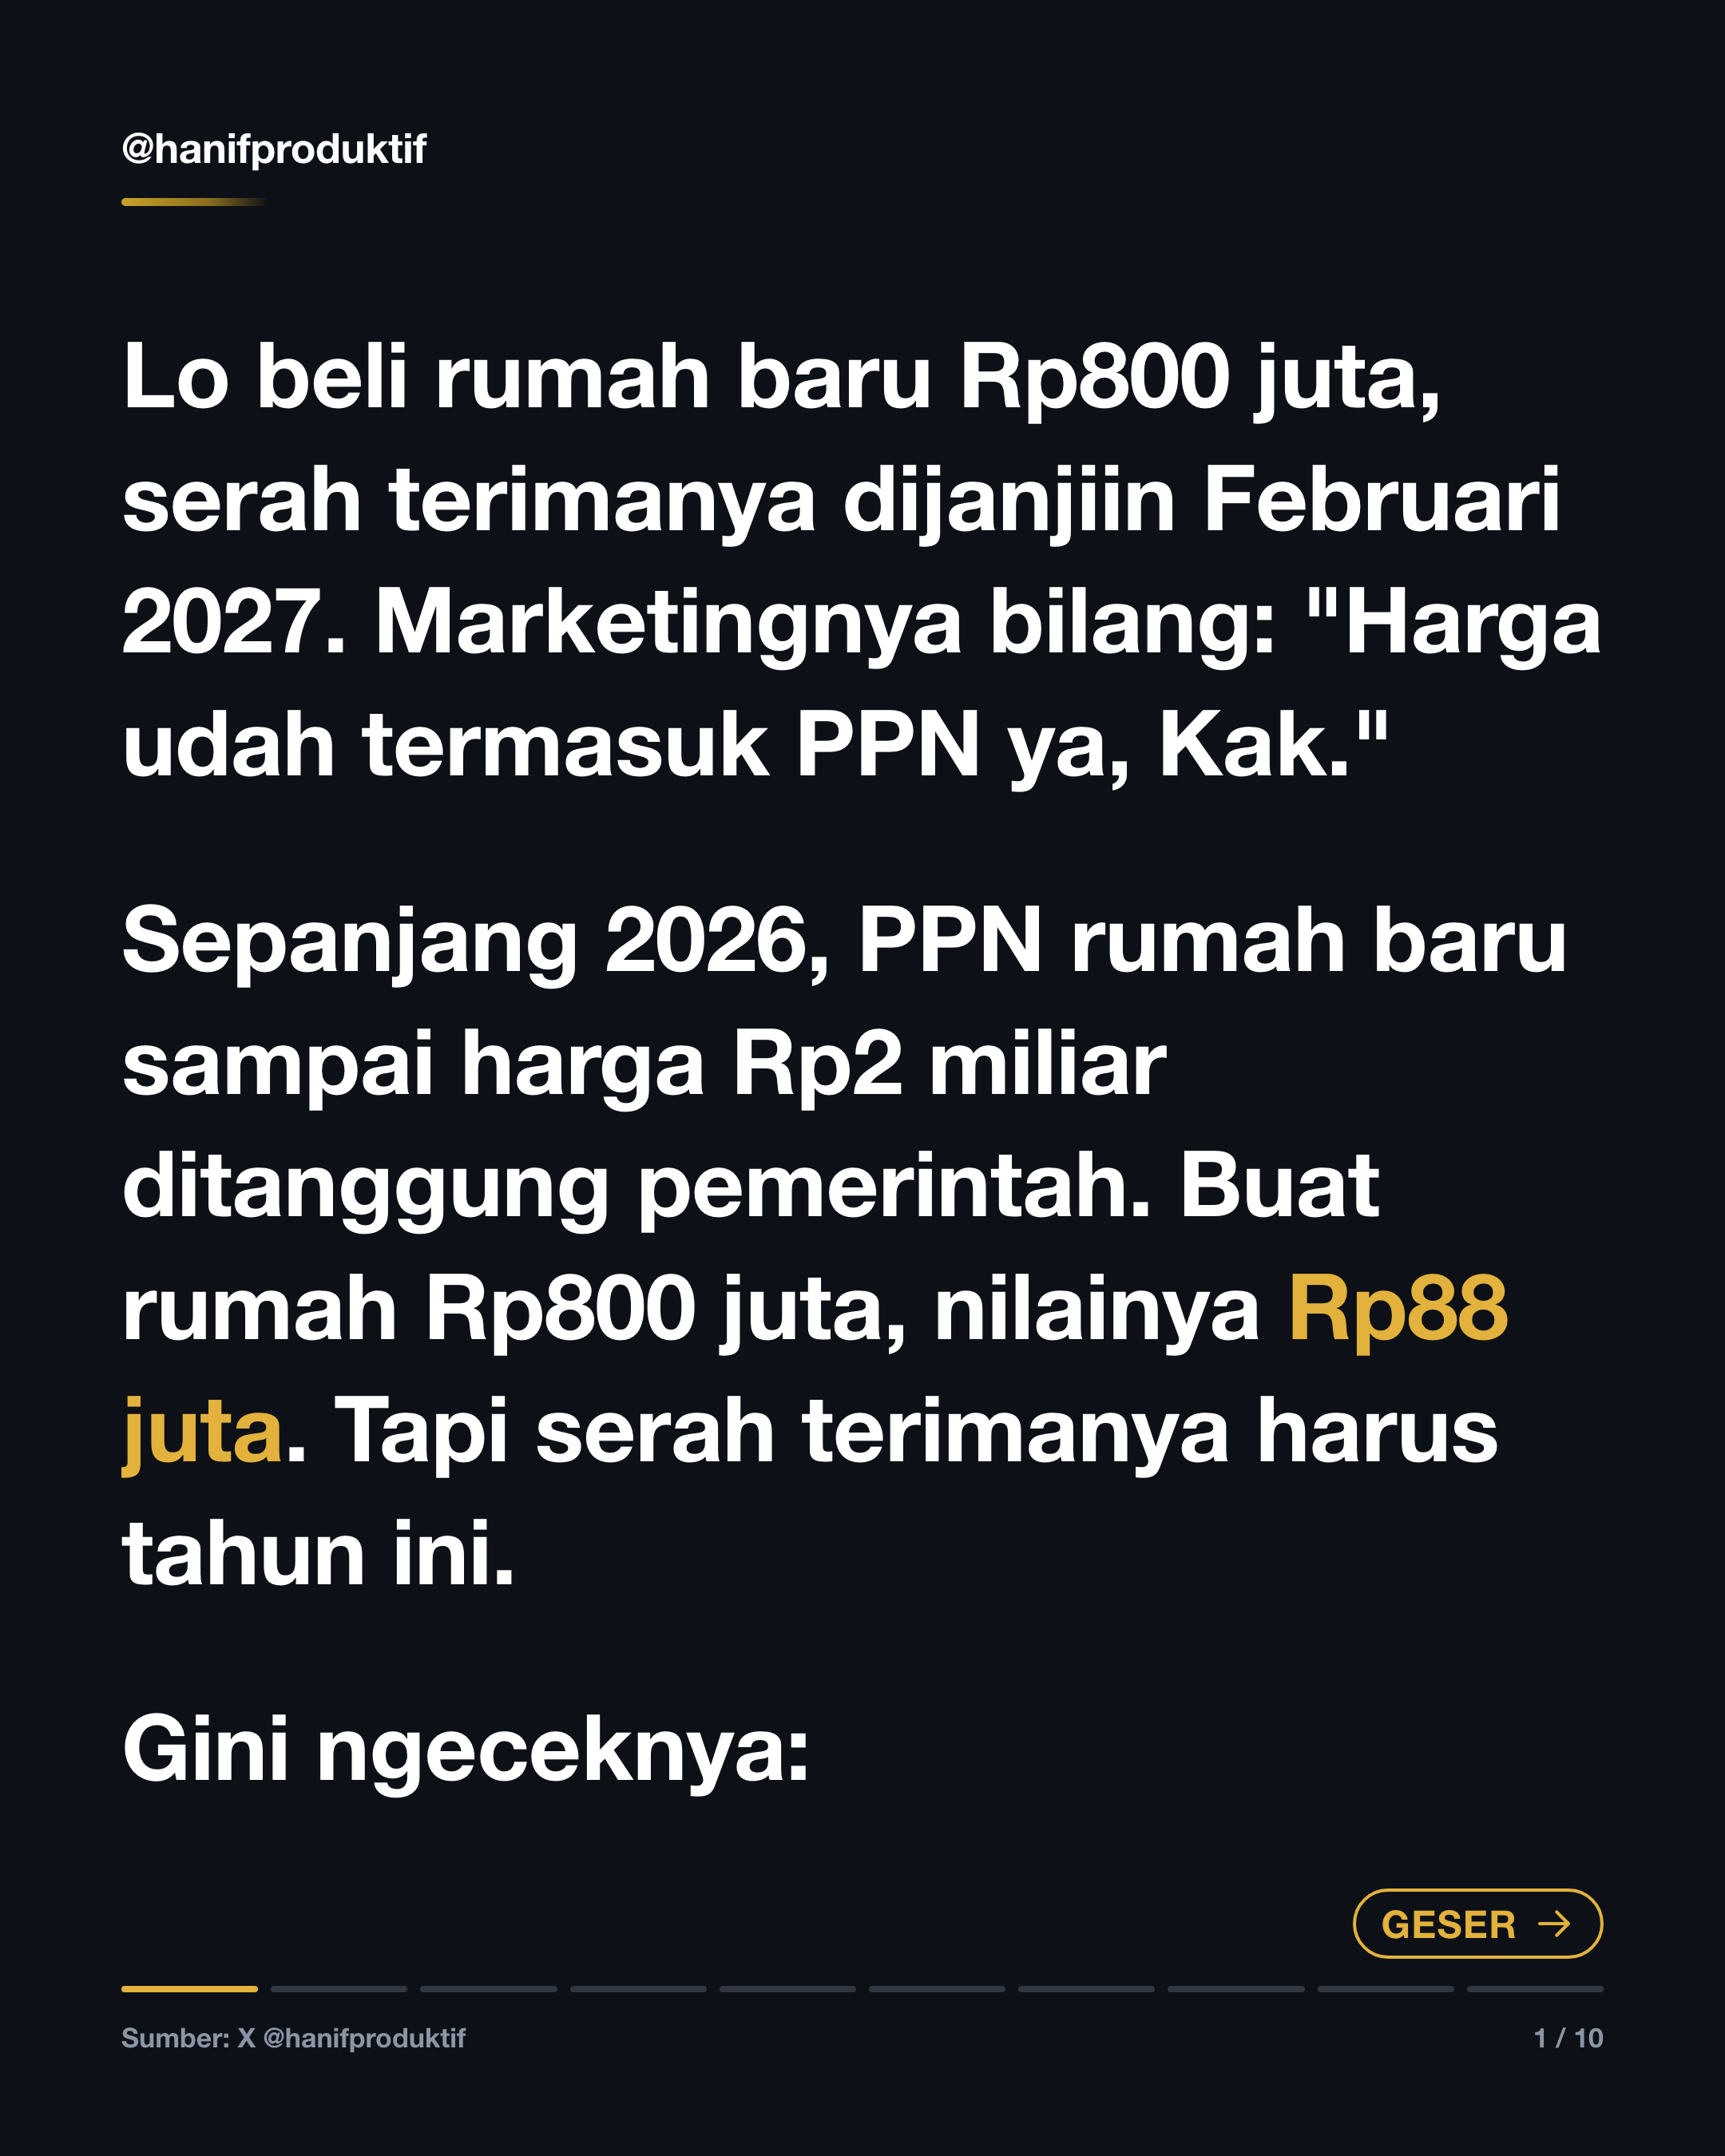 @hanifproduktif
Lo beli rumah baru Rp800 juta,
serah terimanya dijanjiin Februari
2027. Marketingnya bilang: "Harga
udah termasuk PPN ya, Kak."
Sepanjang 2026, PPN rumah baru
sampai harga Rp2 miliar
ditanggung pemerintah. Buat
rumah Rp800 juta, nilainya Rp88
juta. Tapi serah terimanya harus
tahun ini.
Gini ngeceknya:
GESER →
Sumber: X @hanifproduktif
1 / 10